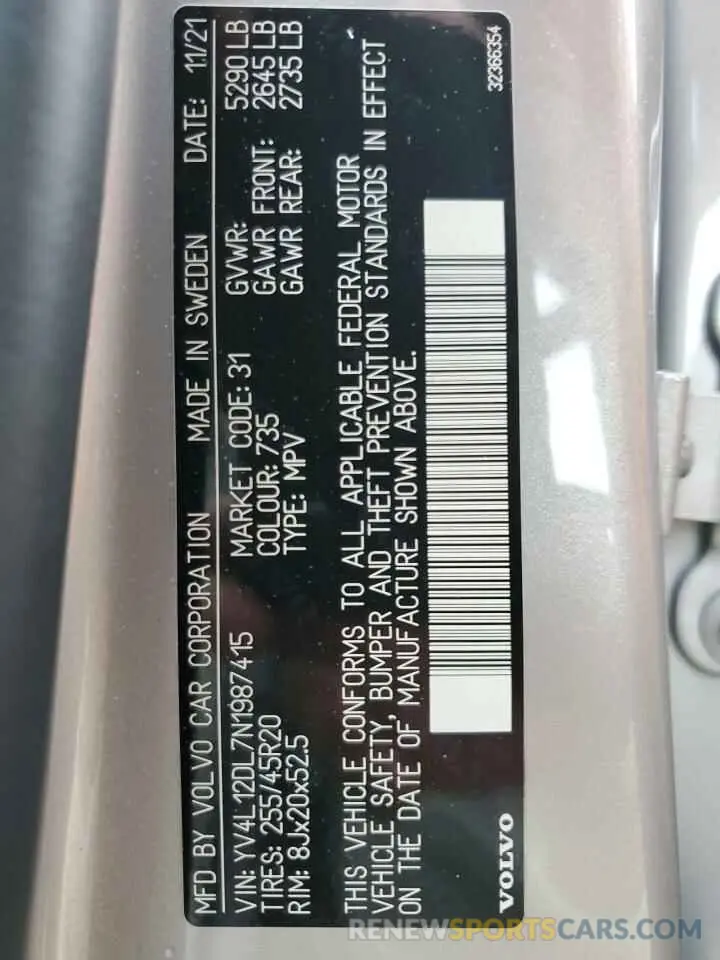 MFD BY VOLVO CAR CORPORATION MADE IN SWEDEN DATE: 11/21
VIN: YV4L12DL7N1987415 MARKET CODE: 31 GVWR: 5290 LB
TIRES: 255/45R20 COLOUR: 735 GAWR FRONT: 2645 LB
RIM: 8Jx20x52.5 TYPE: MPV GAWR REAR: 2735 LB
THIS VEHICLE CONFORMS TO ALL APPLICABLE FEDERAL MOTOR
VEHICLE SAFETY, BUMPER AND THEFT PREVENTION STANDARDS IN EFFECT
ON THE DATE OF MANUFACTURE SHOWN ABOVE.
VOLVO 32366354
RENEWSPORTSCARS.COM